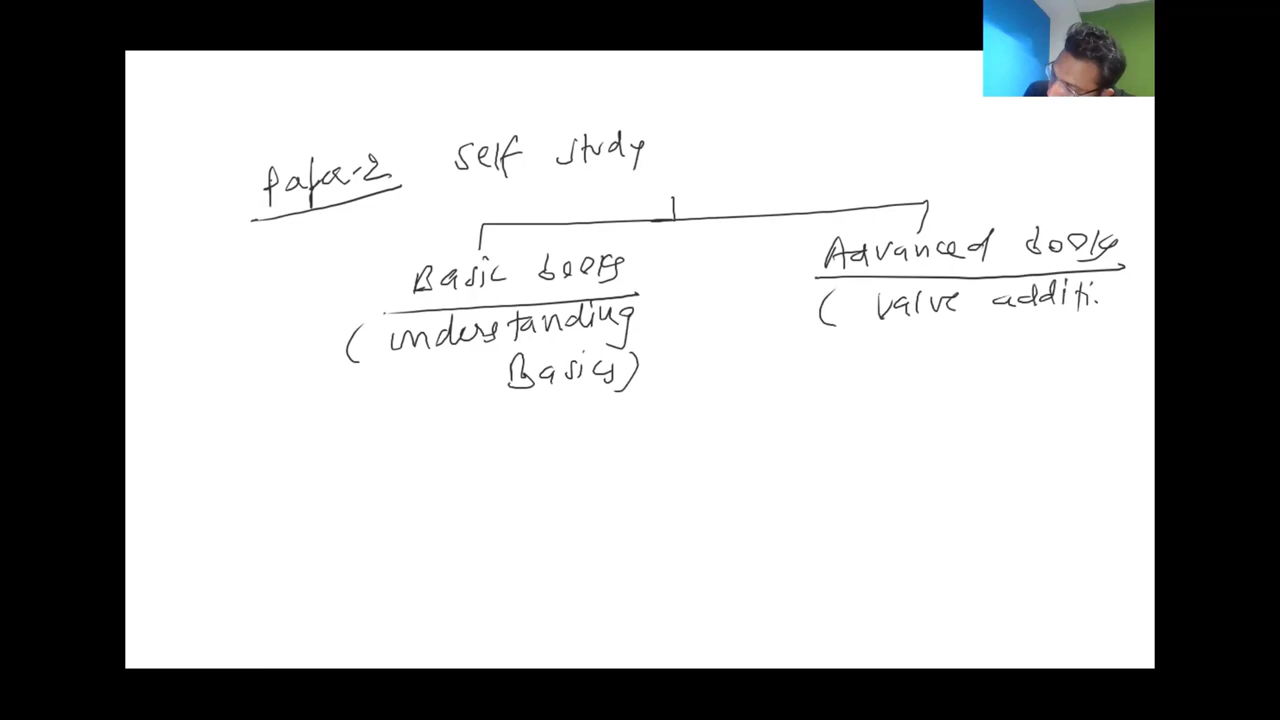 Paper-2 Self study
Basic books
(understanding
Basics)
Advanced books
(value additi